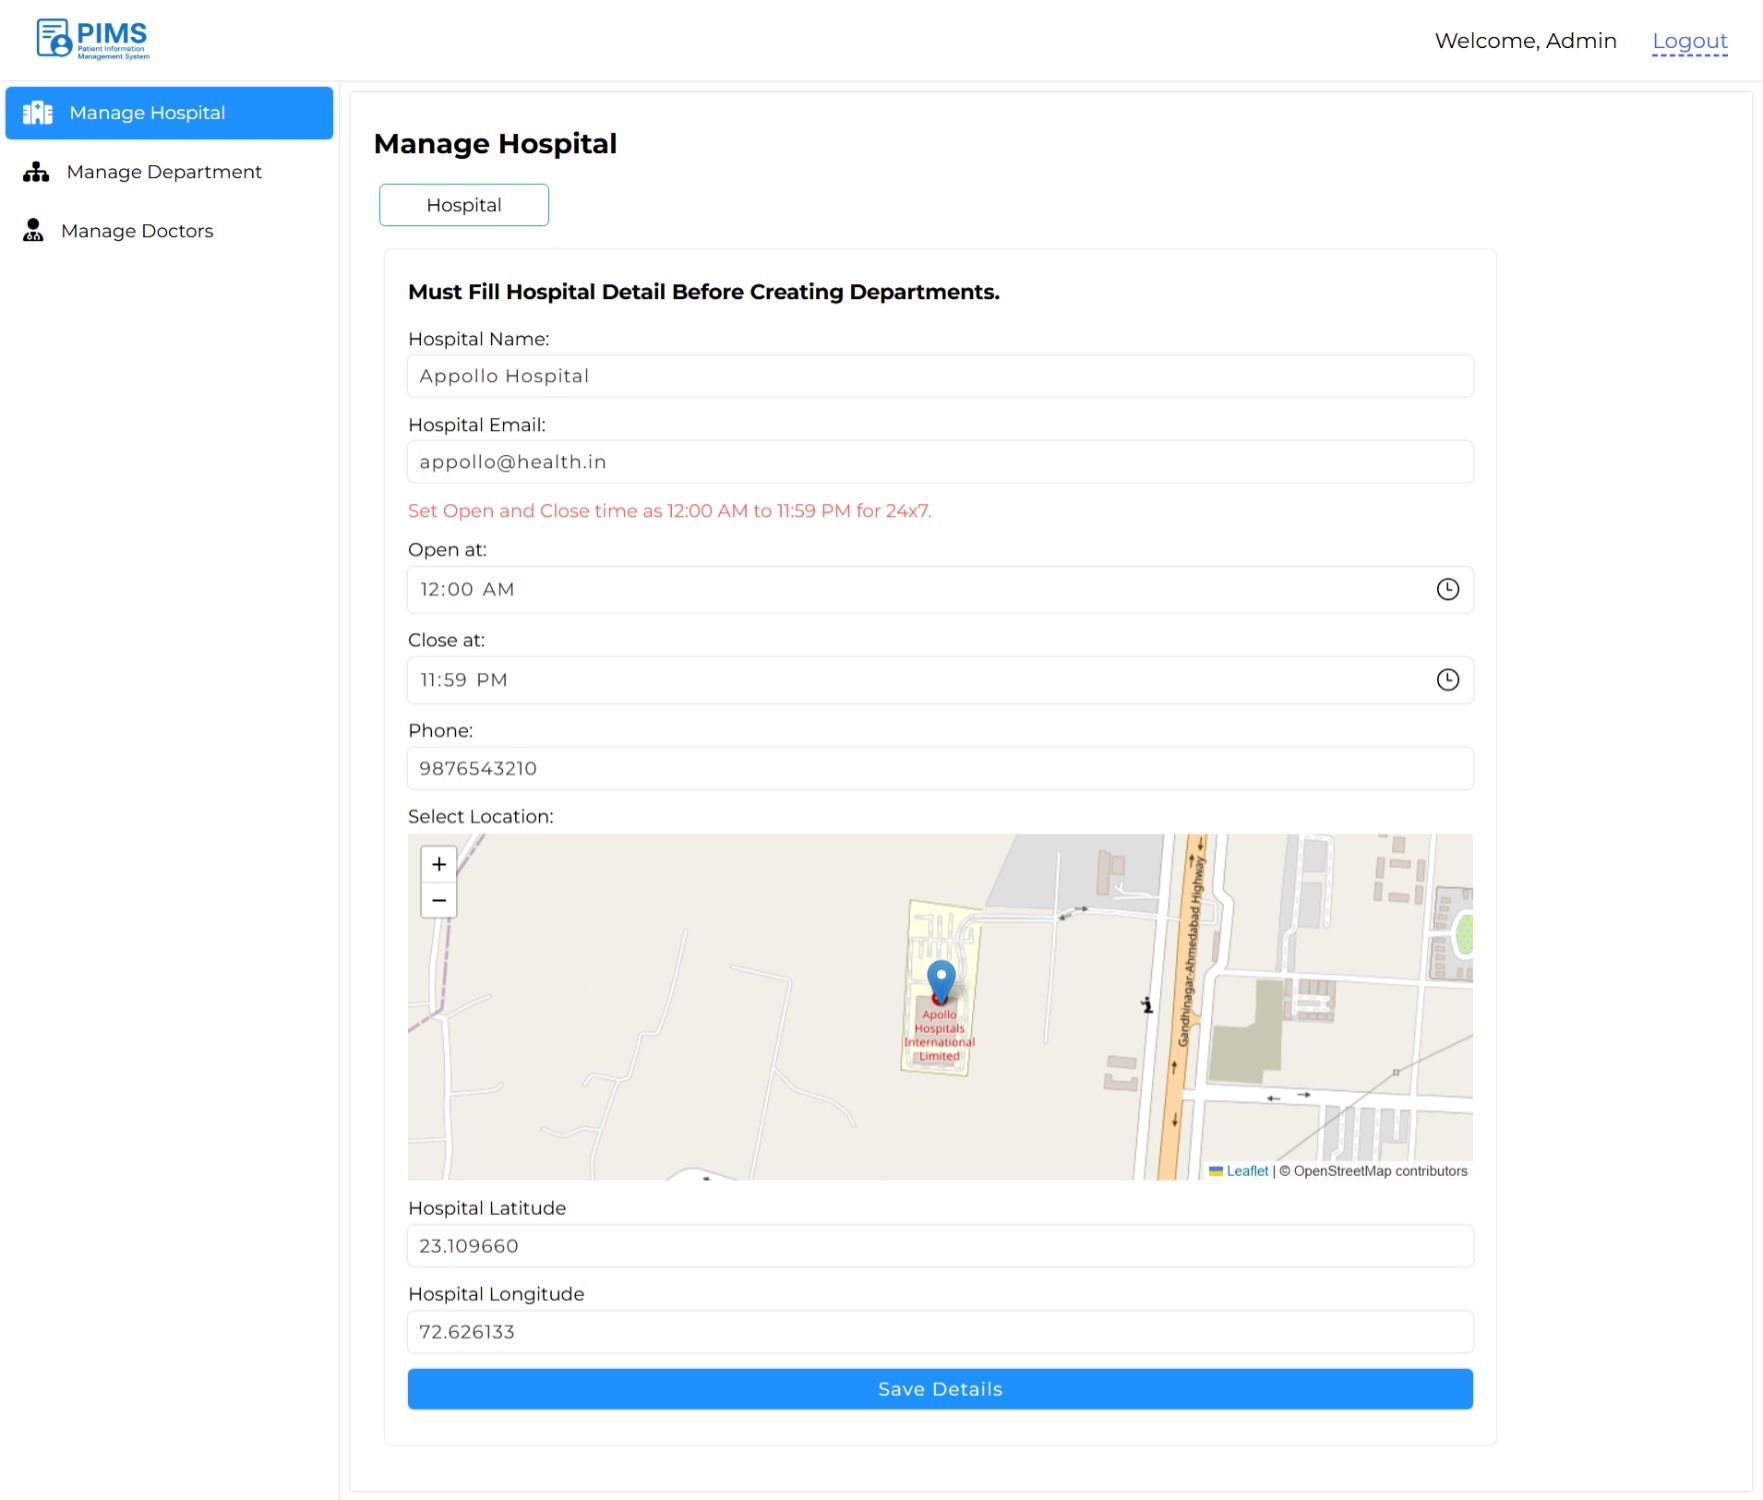 PIMS
Patient Information
Management System
Welcome, Admin
Logout
Manage Hospital
Manage Department
Manage Doctors
Manage Hospital
Hospital
Must Fill Hospital Detail Before Creating Departments.
Hospital Name:
Appollo Hospital
Hospital Email:
appollo@health.in
Set Open and Close time as 12:00 AM to 11:59 PM for 24x7.
Open at:
12:00 AM
Close at:
11:59 PM
Phone:
9876543210
Select Location:
+
−
Gandhinagar-Ahmedabad Highway
Apollo
Hospitals
International
Limited
Leaflet | © OpenStreetMap contributors
Hospital Latitude
23.109660
Hospital Longitude
72.626133
Save Details